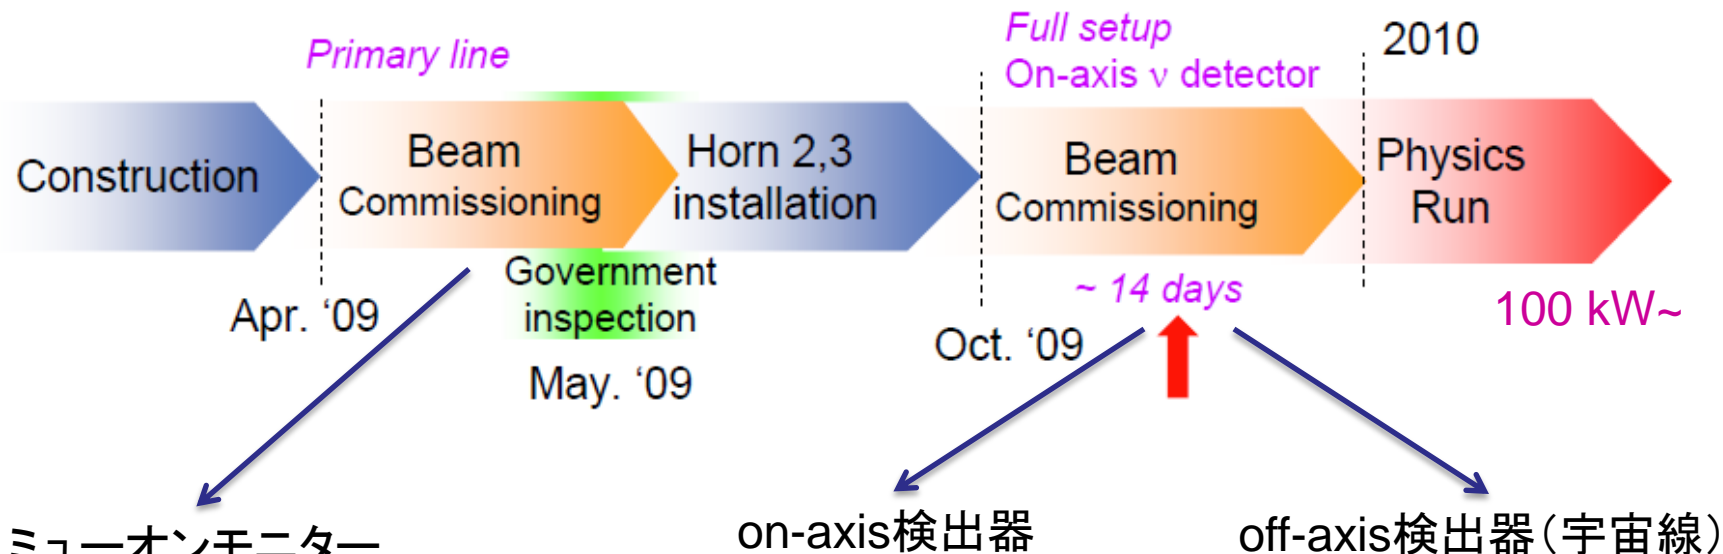 Primary line
Full setup
On-axis ν detector
2010
Construction
Beam
Commissioning
Horn 2,3
installation
Beam
Commissioning
Physics
Run
Government
inspection
Apr. ‘09
May. ‘09
Oct. ‘09
~ 14 days
100 kW~
ミューオンモニター
on-axis検出器
off-axis検出器(宇宙線)